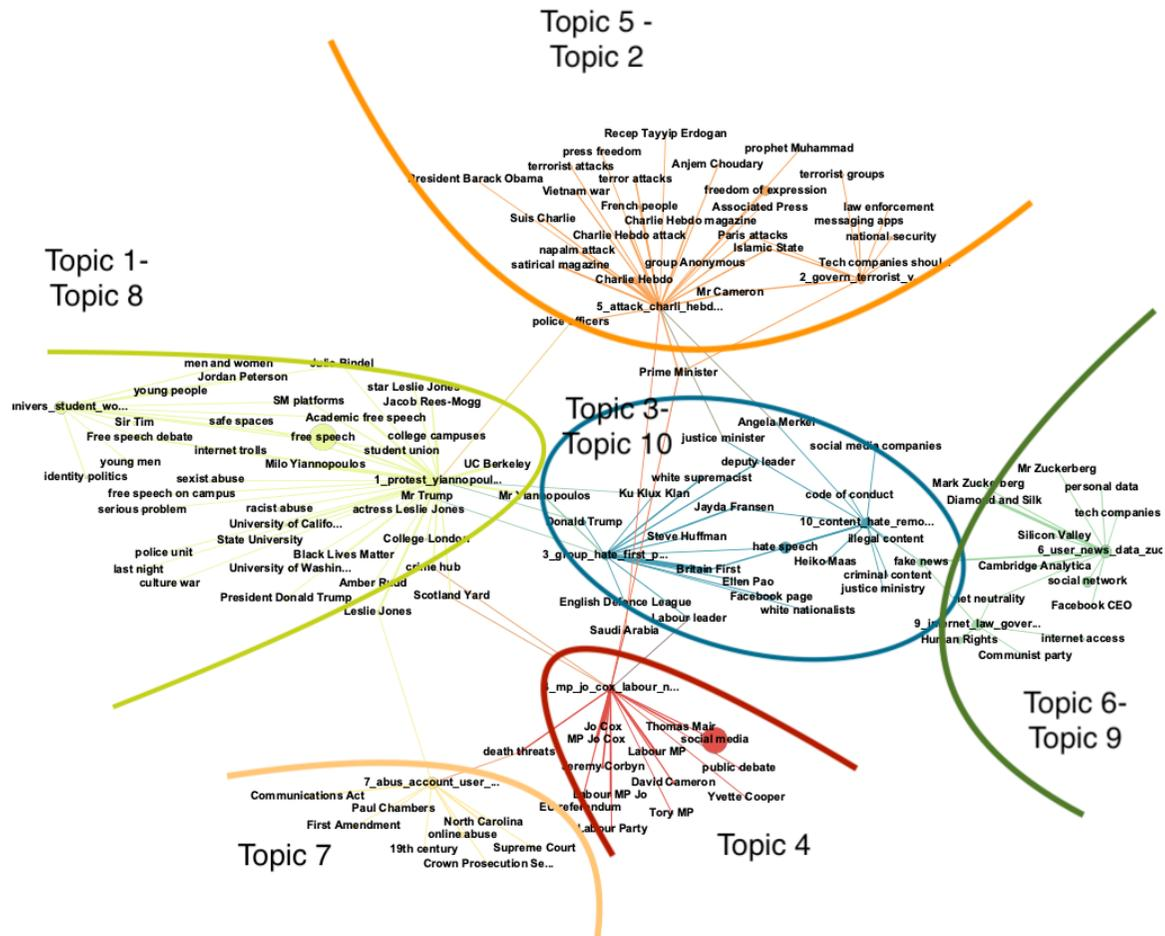 Topic 5 -
Topic 2
Recep Tayyip Erdogan
press freedom
prophet Muhammad
terrorist attacks
Anjem Choudary
President Barack Obama
terror attacks
terrorist groups
Vietnam war
freedom of expression
French people
Associated Press
law enforcement
Suis Charlie
Charlie Hebdo magazine
messaging apps
Charlie Hebdo attack
Paris attacks
national security
napalm attack
Islamic State
satirical magazine
group Anonymous
Tech companies shoul...
Charlie Hebdo
2_govern_terrorist_v...
Mr Cameron
5_attack_charli_hebd...
police officers
Prime Minister
Topic 1-
Topic 8
men and women
Julie Bindel
Jordan Peterson
young people
star Leslie Jones
SM platforms
Jacob Rees-Mogg
nivers_student_wo...
Sir Tim
safe spaces
Academic free speech
Free speech debate
free speech
college campuses
internet trolls
student union
young men
Milo Yiannopoulos
UC Berkeley
identity politics
sexist abuse
1_protest_yiannopoul...
free speech on campus
Mr Trump
Mr Yiannopoulos
serious problem
racist abuse
actress Leslie Jones
University of Califo...
State University
College London
police unit
Black Lives Matter
last night
University of Washin...
crime hub
culture war
Amber Rudd
President Donald Trump
Scotland Yard
Leslie Jones
Topic 3-
Topic 10
Angela Merkel
justice minister
social media companies
deputy leader
white supremacist
Ku Klux Klan
code of conduct
Jayda Fransen
Donald Trump
10_content_hate_remo...
Steve Huffman
illegal content
hate speech
3_group_hate_first_p...
Heiko Maas
fake news
Britain First
criminal content
Ellen Pao
justice ministry
Facebook page
English Defence League
white nationalists
Labour leader
Saudi Arabia
Mr Zuckerberg
Mark Zuckerberg
personal data
Diamond and Silk
tech companies
Silicon Valley
6_user_news_data_zuc
Cambridge Analytica
social network
net neutrality
Facebook CEO
9_internet_law_gover...
Human Rights
internet access
Communist party
Topic 6-
Topic 9
_mp_jo_cox_labour_n...
Jo Cox
Thomas Mair
MP Jo Cox
social media
death threats
Labour MP
Jeremy Corbyn
public debate
David Cameron
Labour MP Jo
Yvette Cooper
EU referendum
Tory MP
Labour Party
Topic 4
7_abus_account_user_...
Communications Act
Paul Chambers
First Amendment
North Carolina
online abuse
19th century
Supreme Court
Crown Prosecution Se...
Topic 7